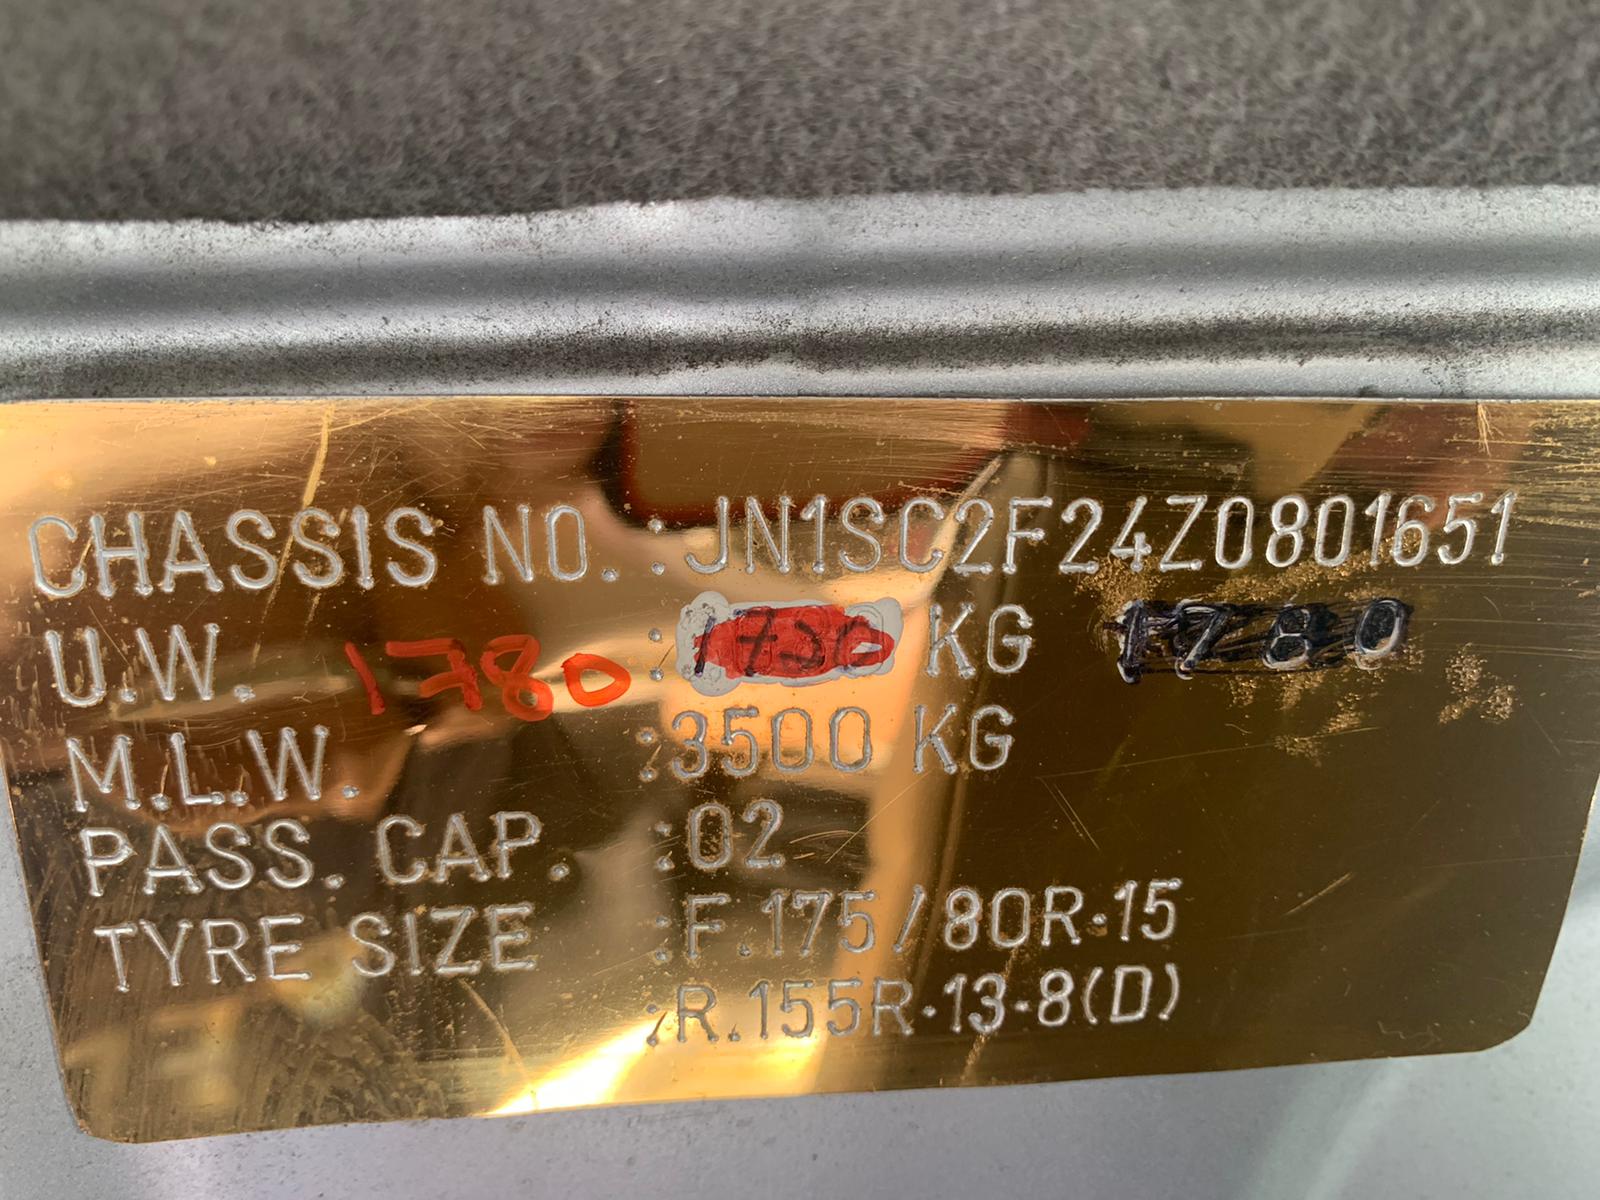 CHASSIS NO.:JN1SC2F24Z0801651
U.W. 1780 :1720 KG 1780
M.L.W. :3500 KG
PASS. CAP. :02
TYRE SIZE :F.175/80R-15
:R.155R-13-8(D)